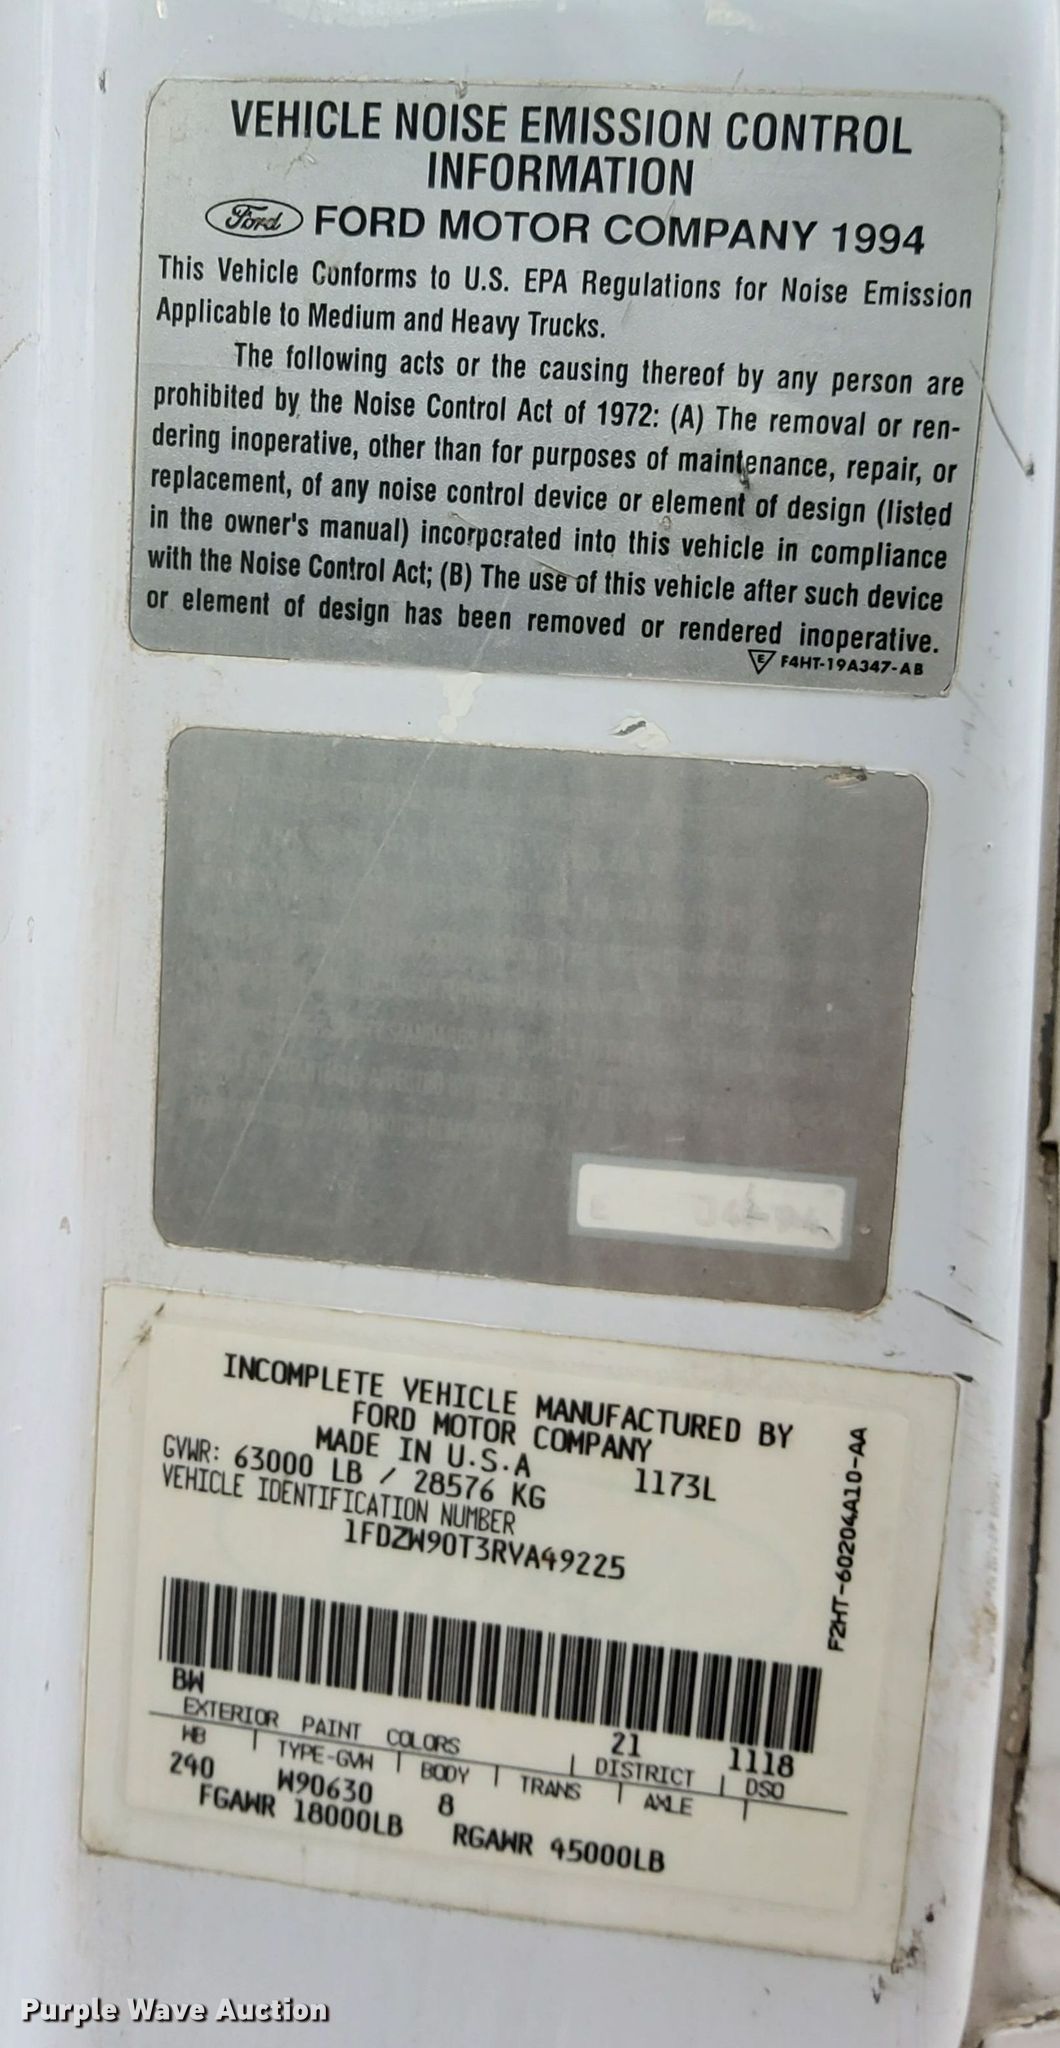 VEHICLE NOISE EMISSION CONTROL
INFORMATION
Ford FORD MOTOR COMPANY 1994
This Vehicle Conforms to U.S. EPA Regulations for Noise Emission
Applicable to Medium and Heavy Trucks.
The following acts or the causing thereof by any person are
prohibited by the Noise Control Act of 1972: (A) The removal or ren-
dering inoperative, other than for purposes of maintenance, repair, or
replacement, of any noise control device or element of design (listed
in the owner's manual) incorporated into this vehicle in compliance
with the Noise Control Act; (B) The use of this vehicle after such device
or element of design has been removed or rendered inoperative.
E F4HT-19A347-AB
INCOMPLETE VEHICLE MANUFACTURED BY
FORD MOTOR COMPANY
MADE IN U.S.A
GVWR: 63000 LB / 28576 KG 1173L
VEHICLE IDENTIFICATION NUMBER
1FDZW90T3RVA49225
F2HT-60204A10-AA
BW 21 1118
EXTERIOR PAINT COLORS DISTRICT DSO
WB TYPE-GVW BODY TRANS AXLE
240 W90630 8
FGAWR 18000LB RGAWR 45000LB
Purple Wave Auction